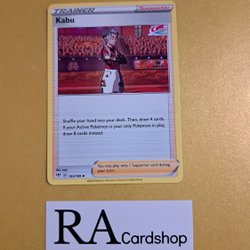 TRAINER
Supporter
Kabu
Shuffle your hand into your deck. Then, draw 4 cards.
If your Active Pokémon is your only Pokémon in play,
draw 8 cards instead.
You may play only 1 Supporter card during
your turn.
RA
Cardshop